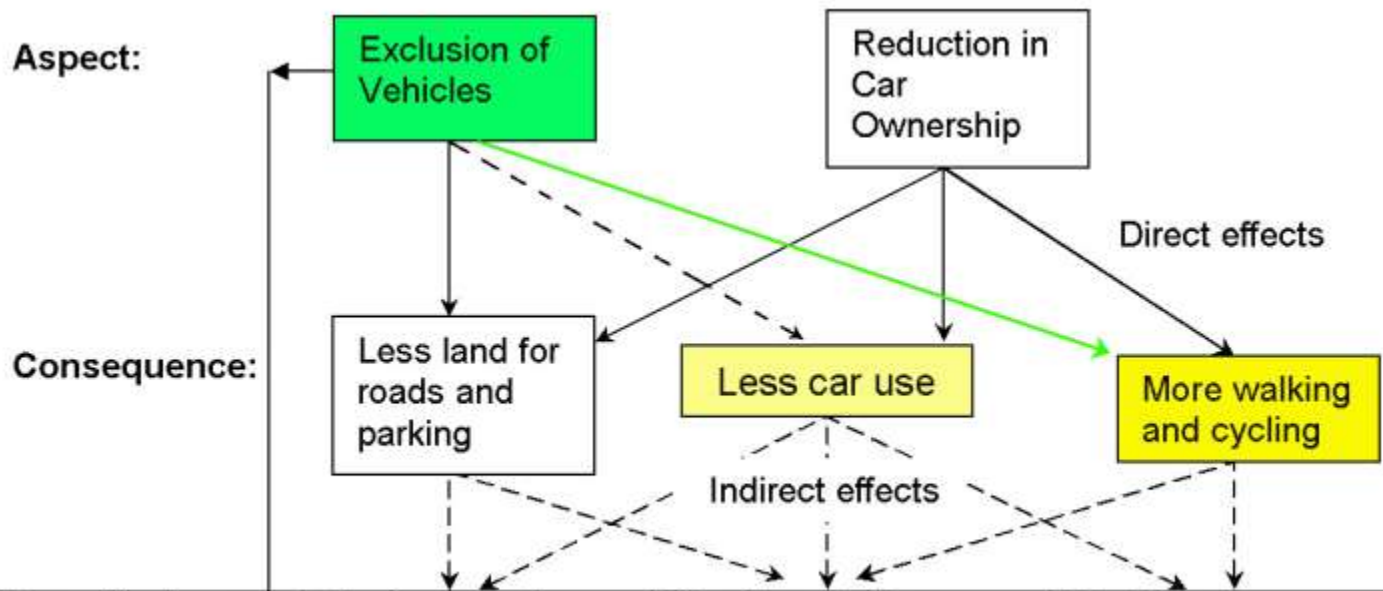 Aspect:
Exclusion of
Vehicles
Reduction in
Car
Ownership
Direct effects
Consequence:
Less land for
roads and
parking
Less car use
More walking
and cycling
Indirect effects